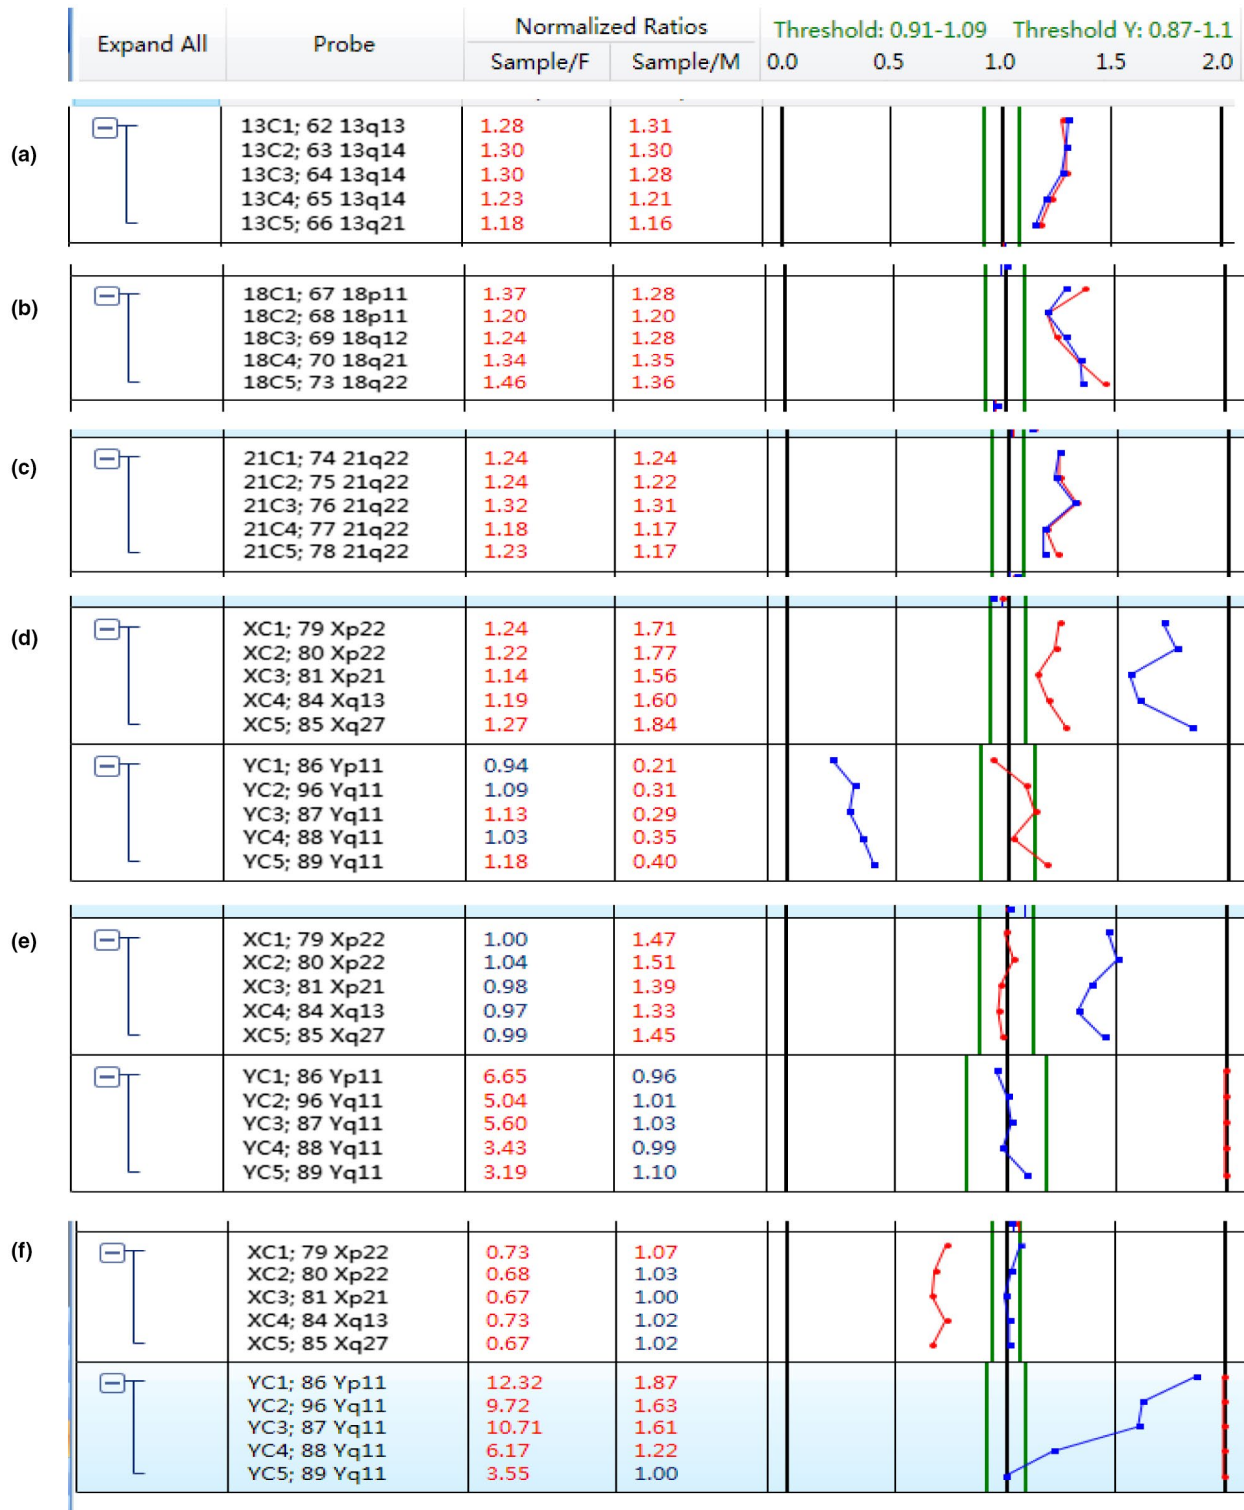 Expand All Probe Normalized Ratios Threshold: 0.91-1.09 Threshold Y: 0.87-1.1
Sample/F Sample/M 0.0 0.5 1.0 1.5 2.0
(a)
13C1; 62 13q13 1.28 1.31
13C2; 63 13q14 1.30 1.30
13C3; 64 13q14 1.30 1.28
13C4; 65 13q14 1.23 1.21
13C5; 66 13q21 1.18 1.16
(b)
18C1; 67 18p11 1.37 1.28
18C2; 68 18p11 1.20 1.20
18C3; 69 18q12 1.24 1.28
18C4; 70 18q21 1.34 1.35
18C5; 73 18q22 1.46 1.36
(c)
21C1; 74 21q22 1.24 1.24
21C2; 75 21q22 1.24 1.22
21C3; 76 21q22 1.32 1.31
21C4; 77 21q22 1.18 1.17
21C5; 78 21q22 1.23 1.17
(d)
XC1; 79 Xp22 1.24 1.71
XC2; 80 Xp22 1.22 1.77
XC3; 81 Xp21 1.14 1.56
XC4; 84 Xq13 1.19 1.60
XC5; 85 Xq27 1.27 1.84
YC1; 86 Yp11 0.94 0.21
YC2; 96 Yq11 1.09 0.31
YC3; 87 Yq11 1.13 0.29
YC4; 88 Yq11 1.03 0.35
YC5; 89 Yq11 1.18 0.40
(e)
XC1; 79 Xp22 1.00 1.47
XC2; 80 Xp22 1.04 1.51
XC3; 81 Xp21 0.98 1.39
XC4; 84 Xq13 0.97 1.33
XC5; 85 Xq27 0.99 1.45
YC1; 86 Yp11 6.65 0.96
YC2; 96 Yq11 5.04 1.01
YC3; 87 Yq11 5.60 1.03
YC4; 88 Yq11 3.43 0.99
YC5; 89 Yq11 3.19 1.10
(f)
XC1; 79 Xp22 0.73 1.07
XC2; 80 Xp22 0.68 1.03
XC3; 81 Xp21 0.67 1.00
XC4; 84 Xq13 0.73 1.02
XC5; 85 Xq27 0.67 1.02
YC1; 86 Yp11 12.32 1.87
YC2; 96 Yq11 9.72 1.63
YC3; 87 Yq11 10.71 1.61
YC4; 88 Yq11 6.17 1.22
YC5; 89 Yq11 3.55 1.00